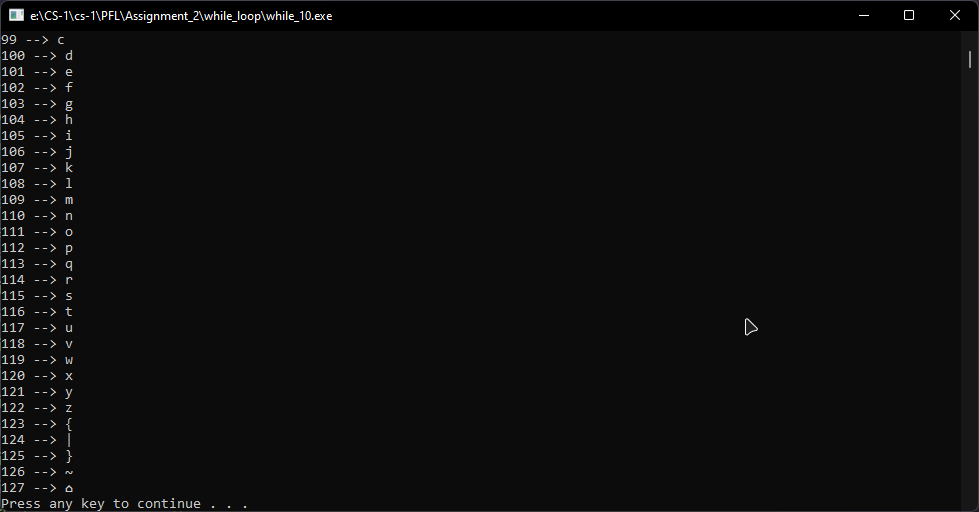 e:\CS-1\cs-1\PFL\Assignment_2\while_loop\while_10.exe
99 --> c
100 --> d
101 --> e
102 --> f
103 --> g
104 --> h
105 --> i
106 --> j
107 --> k
108 --> l
109 --> m
110 --> n
111 --> o
112 --> p
113 --> q
114 --> r
115 --> s
116 --> t
117 --> u
118 --> v
119 --> w
120 --> x
121 --> y
122 --> z
123 --> {
124 --> |
125 --> }
126 --> ~
127 --> ⌂
Press any key to continue . . .